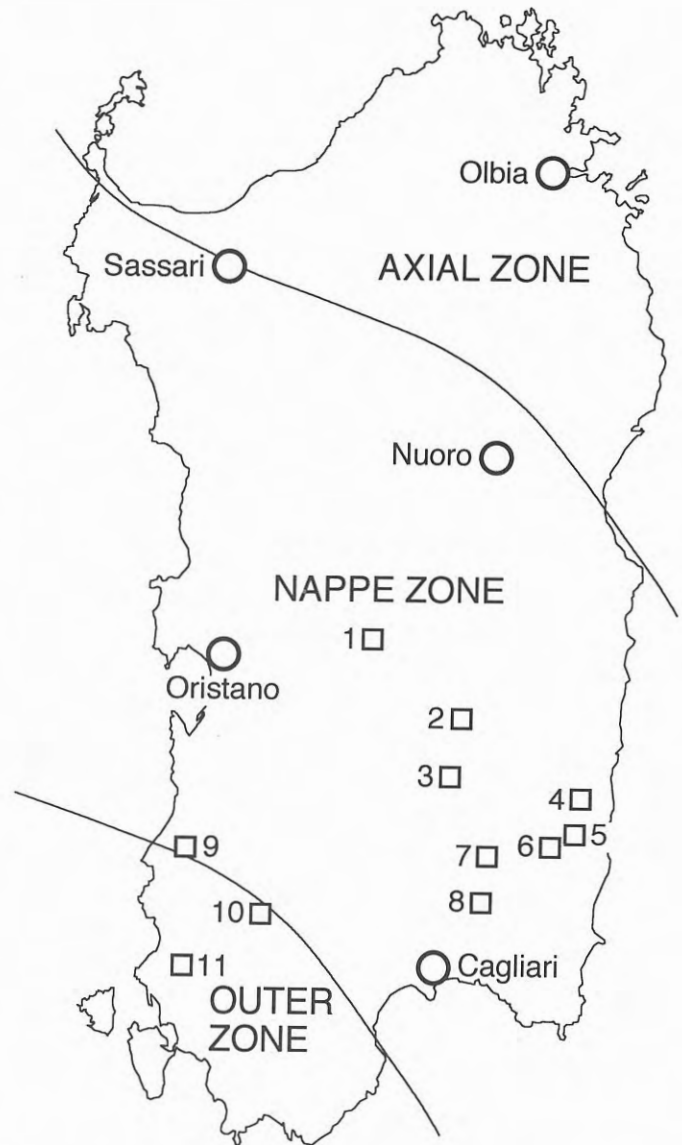 Olbia
Sassari
AXIAL ZONE
Nuoro
NAPPE ZONE
1
Oristano
2
3
4
5
6
7
8
9
10
11
Cagliari
OUTER
ZONE